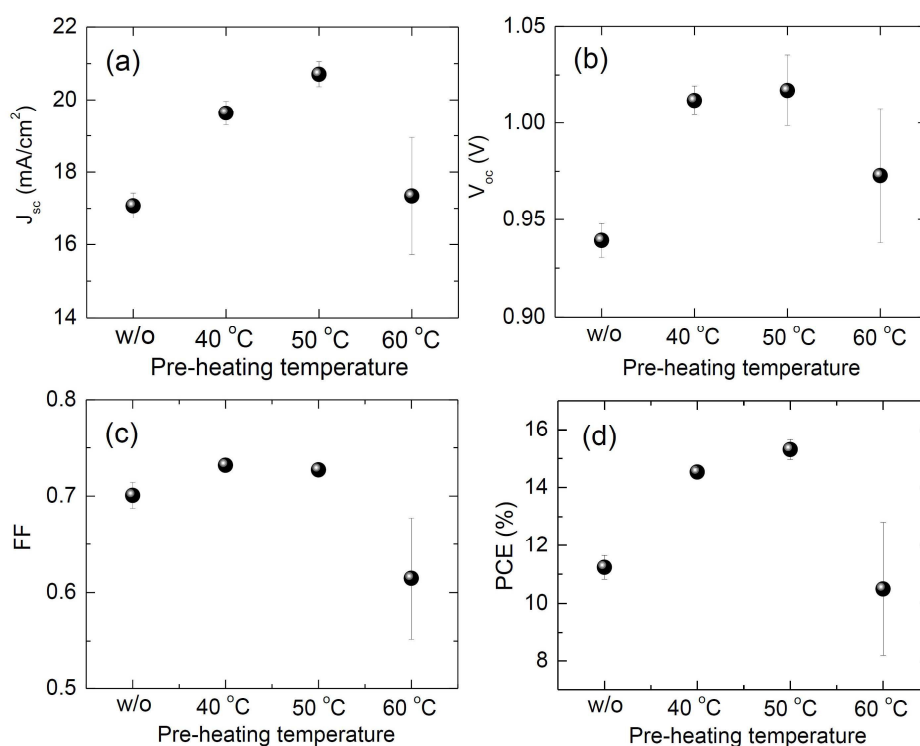 (a)
J_sc (mA/cm²)
22
20
18
16
14
w/o 40 °C 50 °C 60 °C
Pre-heating temperature
(b)
V_oc (V)
1.05
1.00
0.95
0.90
w/o 40 °C 50 °C 60 °C
Pre-heating temperature
(c)
FF
0.8
0.7
0.6
0.5
w/o 40 °C 50 °C 60 °C
Pre-heating temperature
(d)
PCE (%)
16
14
12
10
8
w/o 40 °C 50 °C 60 °C
Pre-heating temperature